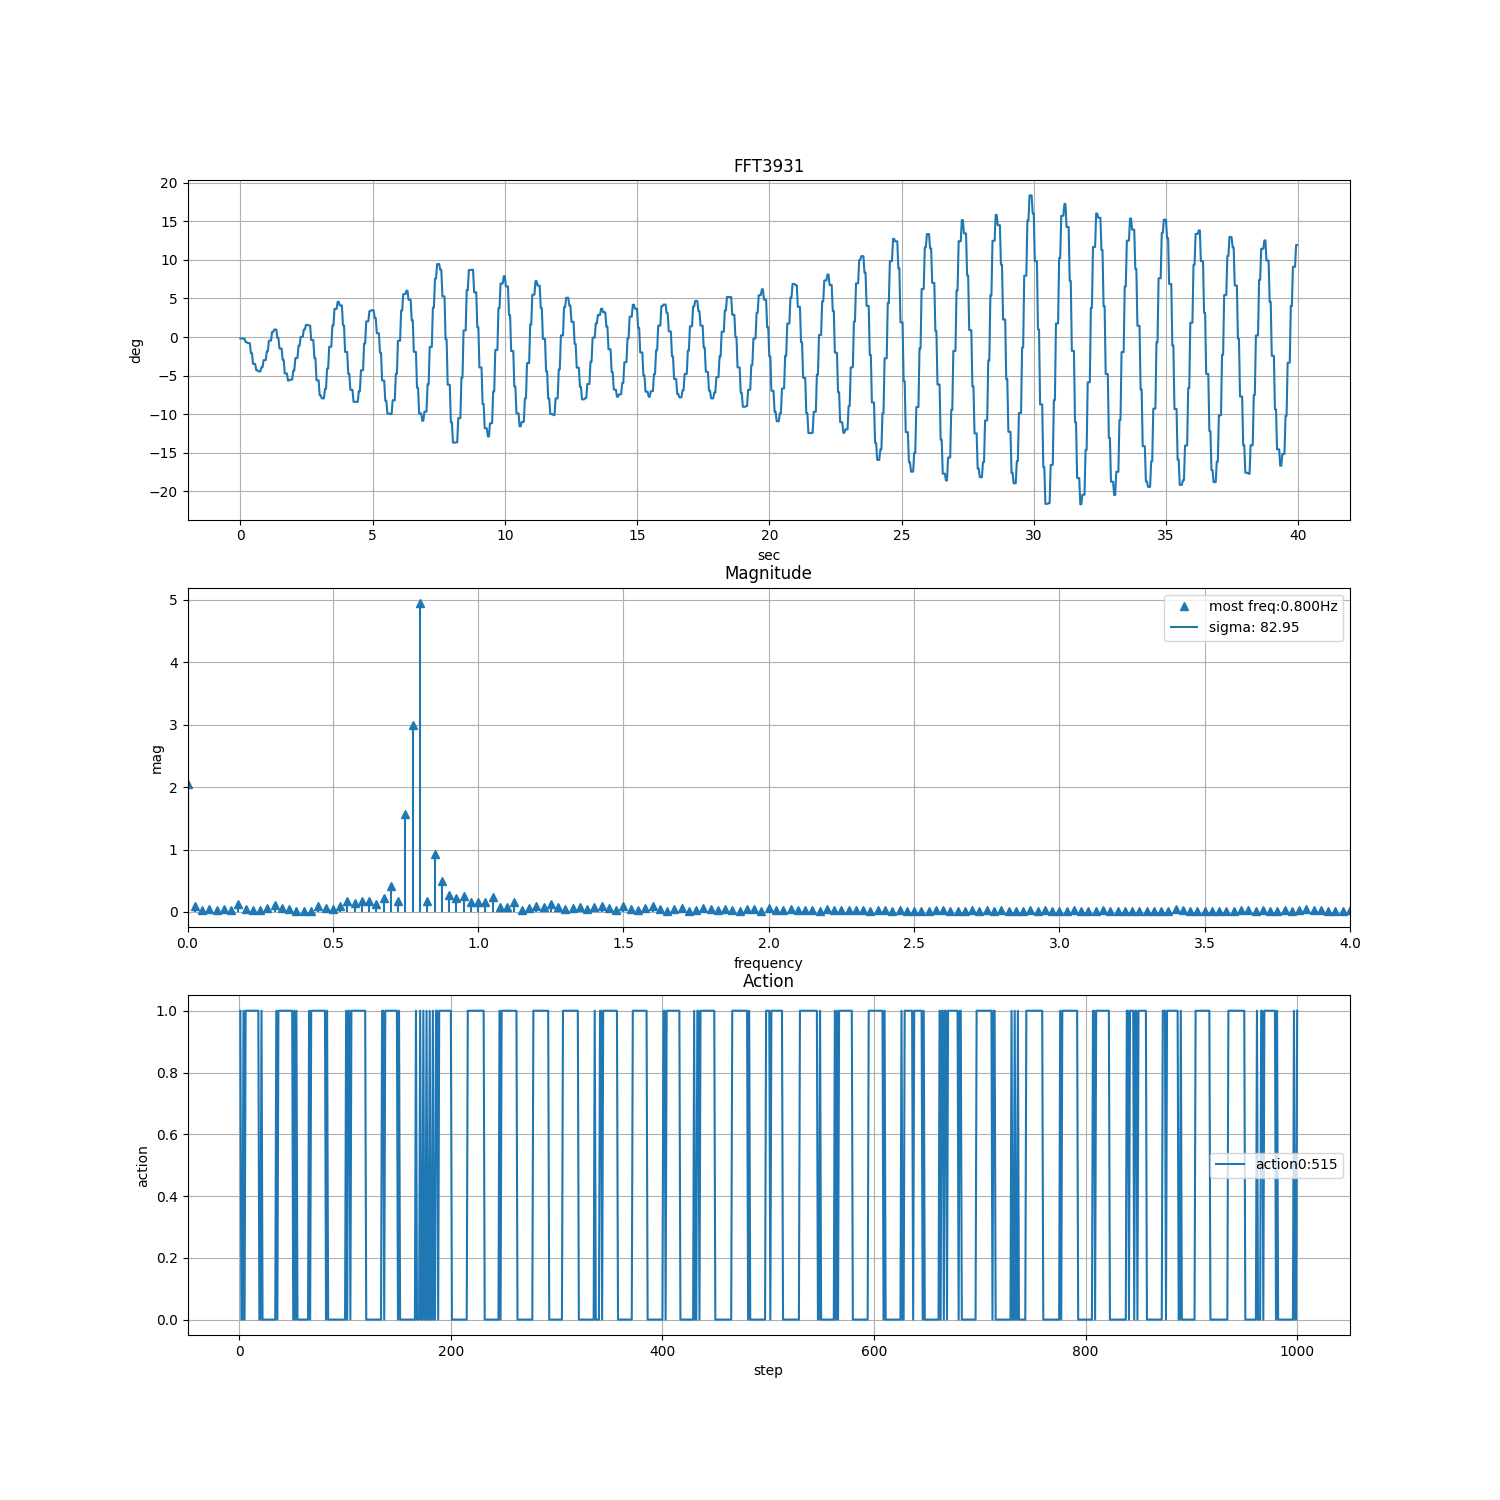 FFT3931
20
15
10
5
0
−5
−10
−15
−20
deg
0 5 10 15 20 25 30 35 40
sec
Magnitude
5
4
3
2
1
0
mag
most freq:0.800Hz
sigma: 82.95
0.0 0.5 1.0 1.5 2.0 2.5 3.0 3.5 4.0
frequency
Action
1.0
0.8
0.6
0.4
0.2
0.0
action
action0:515
0 200 400 600 800 1000
step